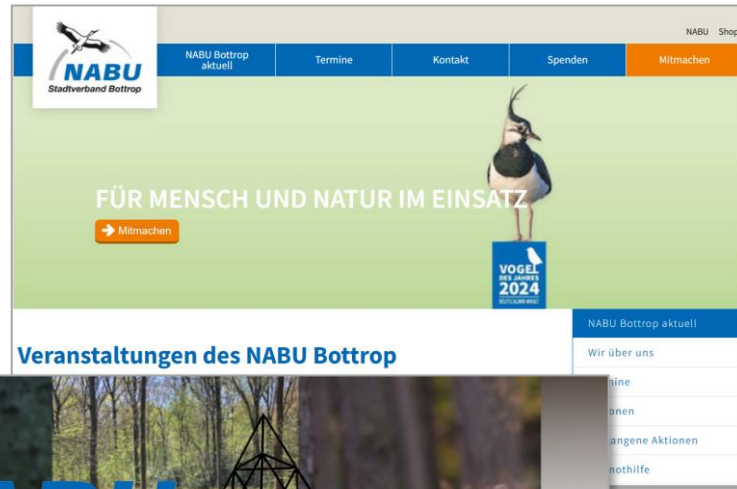 NABU Shop
NABU
Stadtverband Bottrop
NABU Bottrop
aktuell
Termine
Kontakt
Spenden
Mitmachen
FÜR MENSCH UND NATUR IM EINSATZ
Mitmachen
VOGEL
DES JAHRES
2024
NABU Bottrop aktuell
Veranstaltungen des NABU Bottrop
Wir über uns